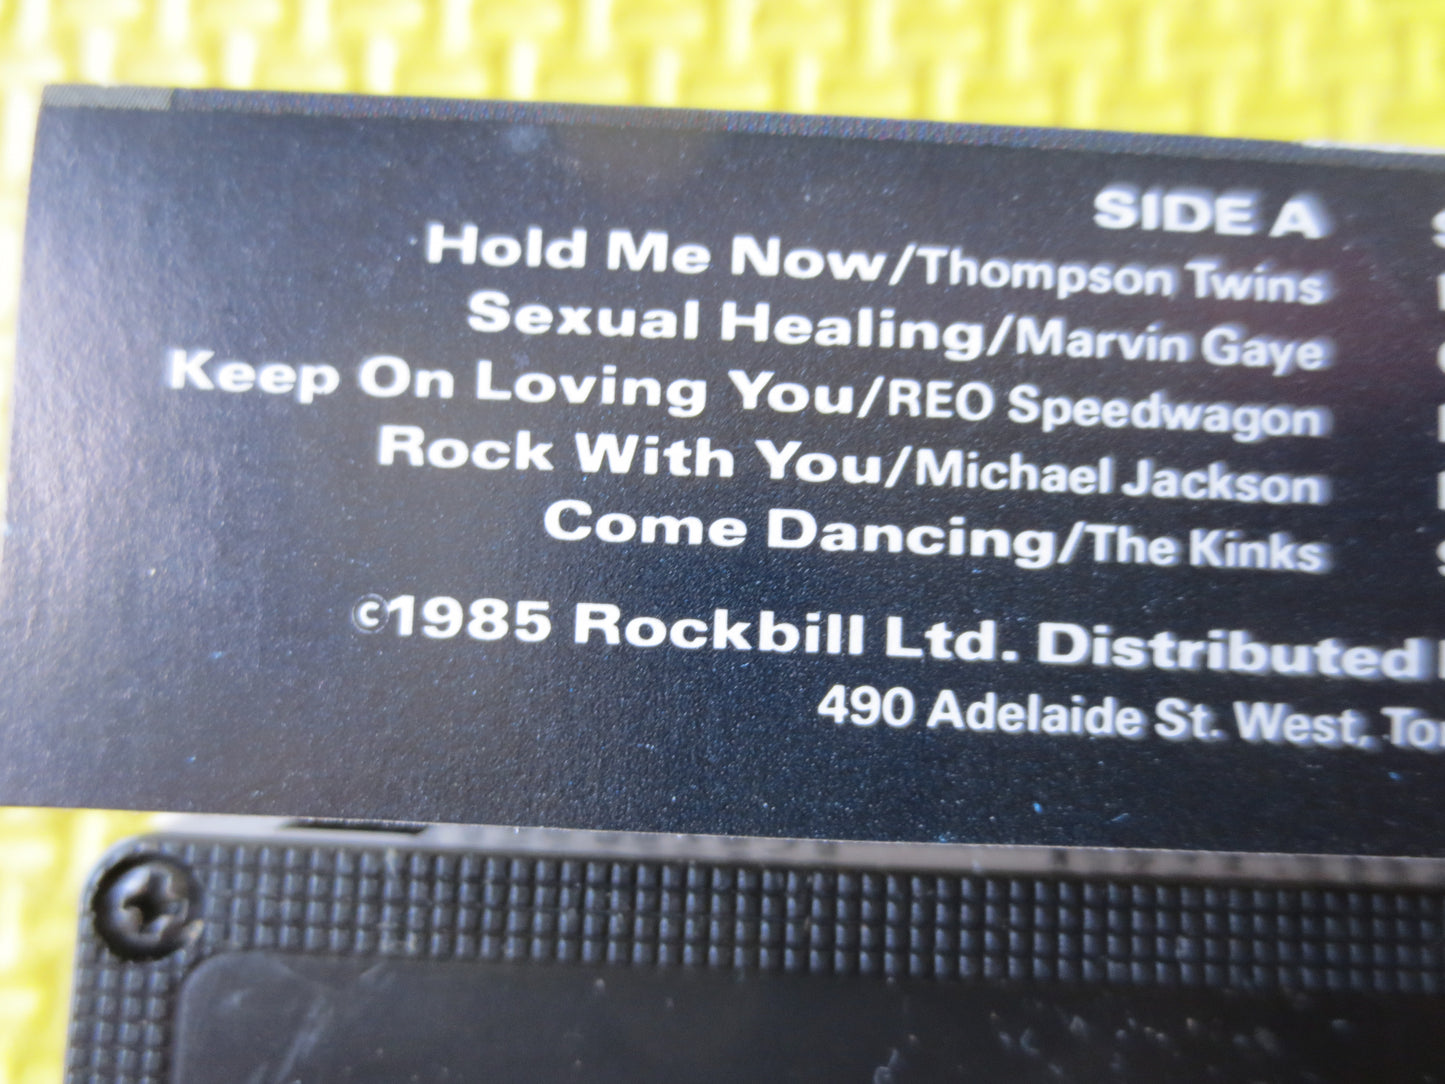 SIDE A
Hold Me Now/Thompson Twins
Sexual Healing/Marvin Gaye
Keep On Loving You/REO Speedwagon
Rock With You/Michael Jackson
Come Dancing/The Kinks
©1985 Rockbill Ltd. Distributed
490 Adelaide St. West,